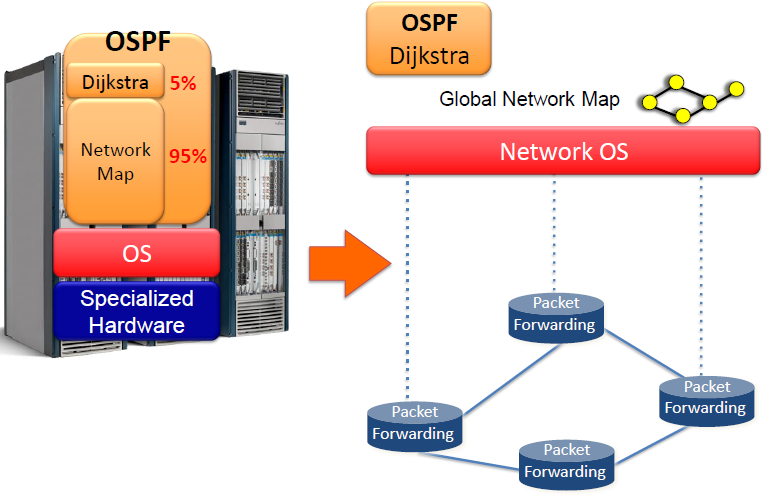 OSPF
Dijkstra
5%
Network
Map
95%
OS
Specialized
Hardware
OSPF
Dijkstra
Global Network Map
Network OS
Packet
Forwarding
Packet
Forwarding
Packet
Forwarding
Packet
Forwarding